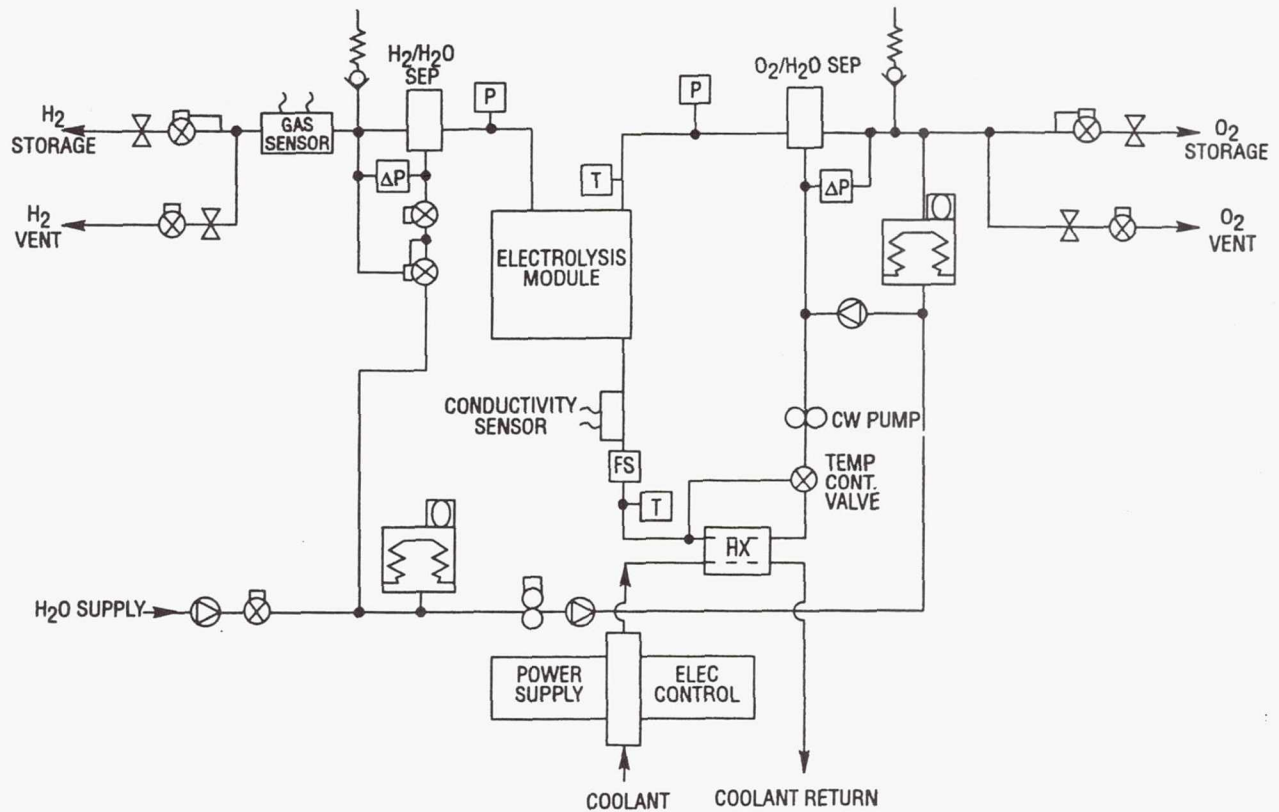 H2/H2O
SEP
O2/H2O SEP
P
P
H2
STORAGE
GAS
SENSOR
O2
STORAGE
ΔP
T
ΔP
H2
VENT
O2
VENT
ELECTROLYSIS
MODULE
CONDUCTIVITY
SENSOR
CW PUMP
FS
TEMP
CONT.
VALVE
T
HX
H2O SUPPLY
POWER
SUPPLY
ELEC
CONTROL
COOLANT
COOLANT RETURN